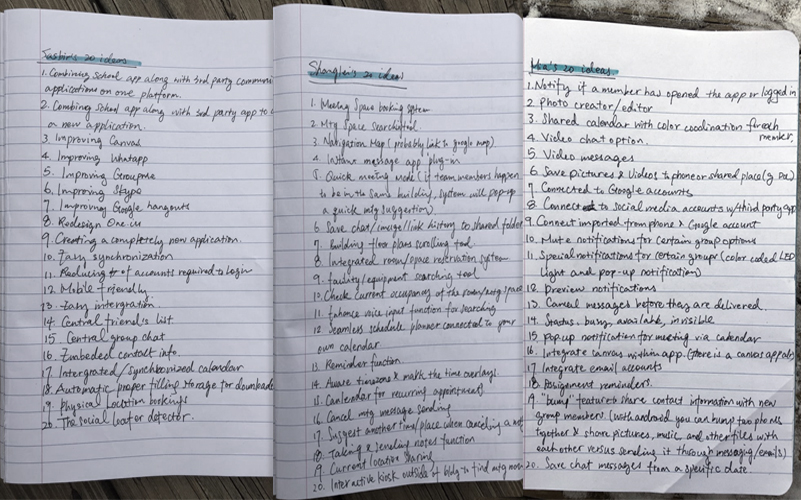 Jasbir's 20 ideas
1. Combining School app along with 3rd party communi
applications on one platform.
2. Combing School app along with 3rd party app to c
a new application.
3. Improving Canvas
4. Improving Whatapp
5. Improving Groupme
6. Improving Skype
7. Improving Google hangouts
8. Redesign One.iu
9. Creating a completely new application.
10. Easy synchronization
11. Reducing # of accounts required to login
12. Mobile friendly
13. Easy intergration
14. Central friend's list
15. Central group chat
16. Embeded contact info.
17. Intergrated/Synchronized calendar
18. Automatic proper filling storage for downloads
19. Physical location bookings
20. The social locator detector.
20 ideas
1. Meeting Space booking system
2. Mtg Space searching tool
3. Navigation Map (probably link to google map)
4. Instant message app plug-in
5. Quick meeting Mode (if team members happen
to be in the same building, system will pop-up
a quick mtg suggestion)
6. Save chat/image/link history to shared folder
7. Building floor plans scrolling tool
8. Integrated room/space reservation system
9. facility/equipment searching tool
10. Check current occupancy of the room/mtg space
11. Enhance voice input function for searching
12. Seamless schedule planner connected to your
own calendar
13. Reminder function
14. Aware timezone & mark the time overlaps
15. Canlendar for recurring appointment)
16. Cancel mtg message sending
17. Suggest another time/place when canceling a
18. Taking & sending notes function
19. Current location sharing
20. Interactive kiosk outside of bldg to find mtg room
Mia's 20 ideas
1. Notify if a member has opened the app or logged in
2. Photo creator/editor
3. Shared calendar with color coodination for each
member.
4. Video chat option.
5. Video messages
6. Save pictures & Videos to phone or shared place (g Doc)
7. Connected to Google accounts
8. Connect to social media accounts w/third party app
9. Connect imported from phone & Google account
10. Mute notifications for certain group options
11. Special notifications for certain groups (color coded LED
Light and pop-up notification)
12. Preview notifications
13. Cancel messages before they are delivered.
14. Status: busy, available, invisible
15. Pop up notification for meeting via calendar
16. Integrate canvas within app (there is a canvas app
17. Integrate email accounts
18. Assignment reminders.
19. "bump" feature to share contact information with new
group members. (with android you can bump two phones
together & share pictures, music, and other files with
each other versus sending it through messaging/emails)
20. Save chat messages from a specific date.